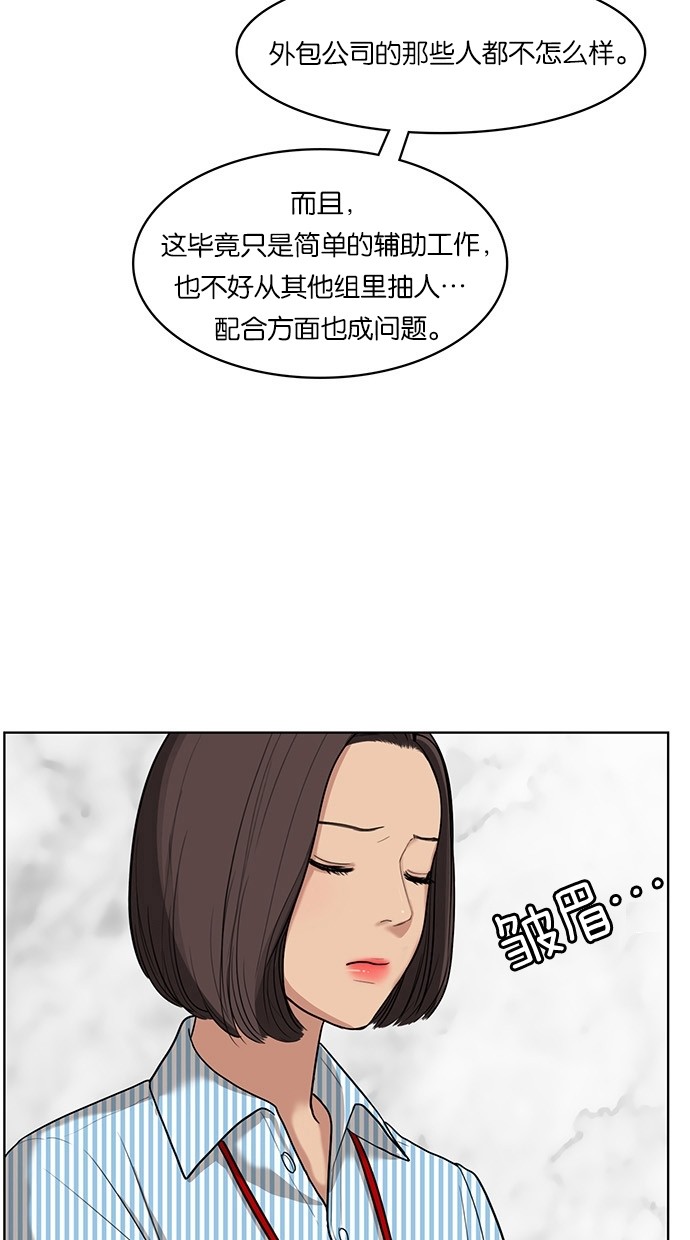 外包公司的那些人都不怎么样。
而且，
这毕竟只是简单的辅助工作，
也不好从其他组里抽人…
配合方面也成问题。
皱眉…